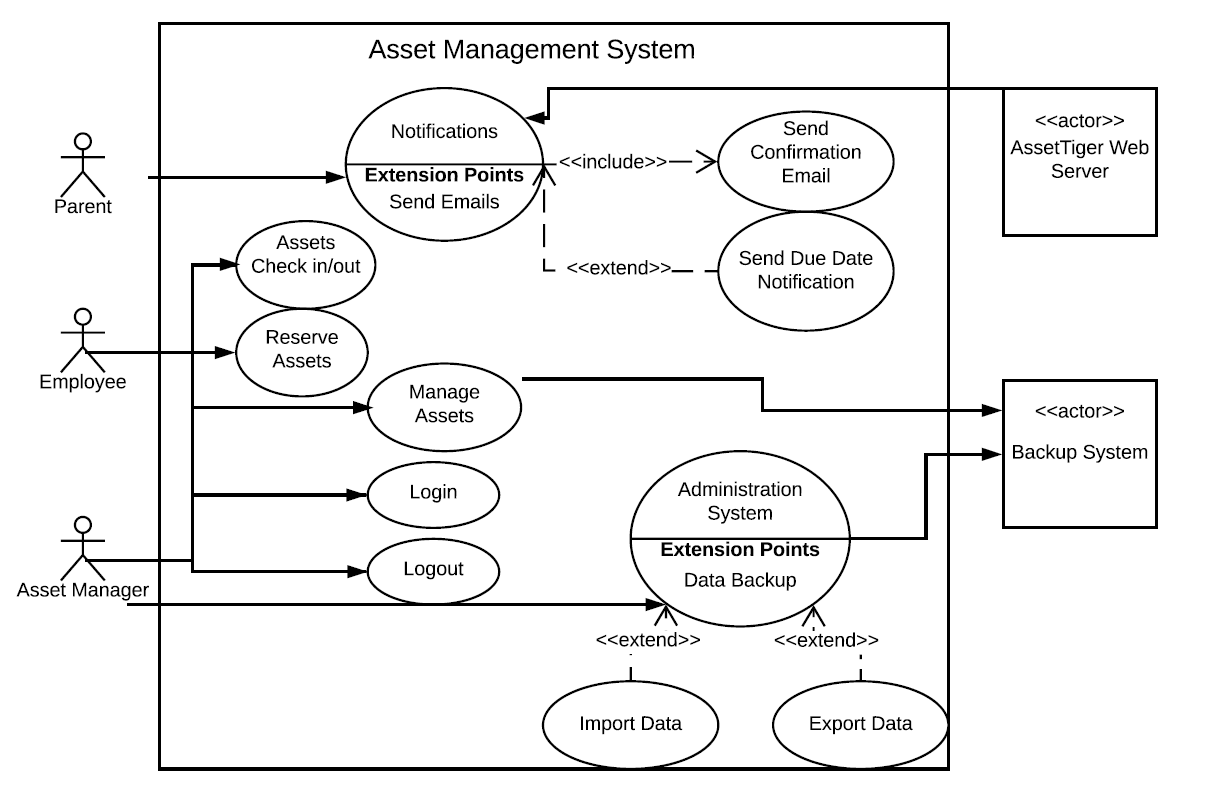 Asset Management System
Notifications
Extension Points
Send Emails
<<include>>
Send
Confirmation
Email
<<actor>>
AssetTiger Web
Server
Parent
Assets
Check in/out
<<extend>>
Send Due Date
Notification
Reserve
Assets
Employee
Manage
Assets
<<actor>>
Backup System
Login
Administration
System
Extension Points
Data Backup
Logout
Asset Manager
<<extend>>
<<extend>>
Import Data
Export Data